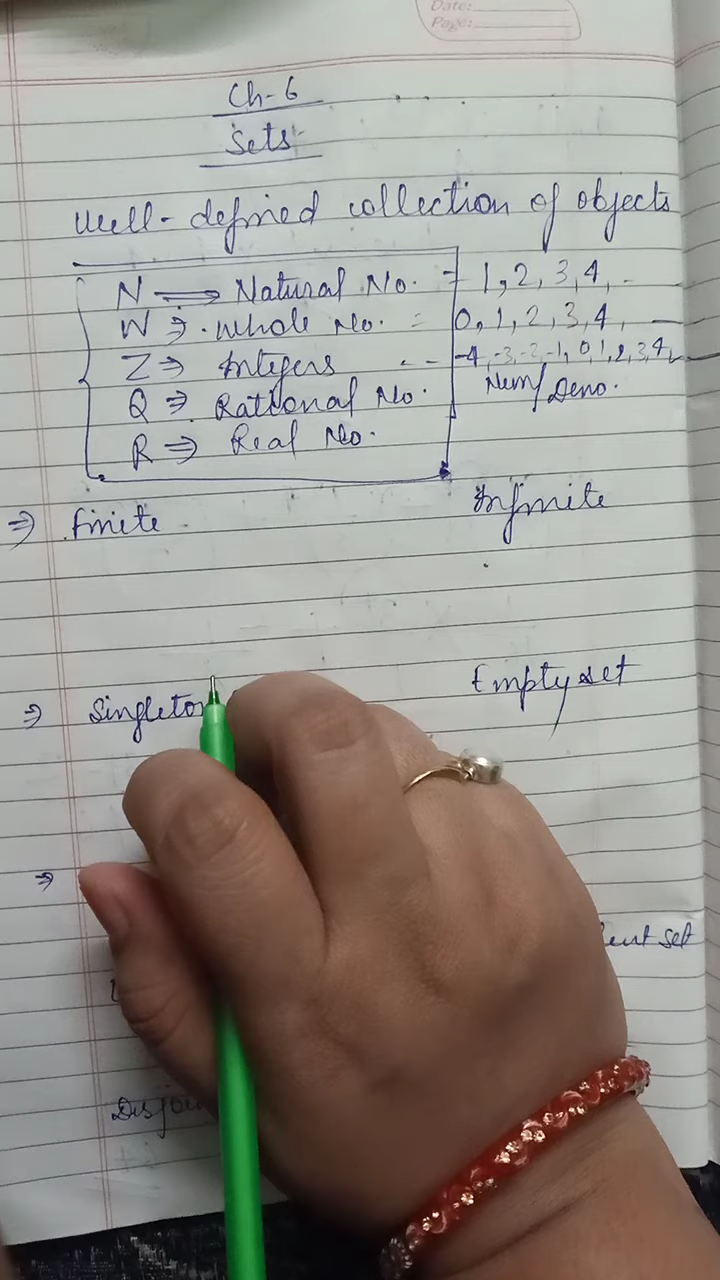 Date:
Page:
Ch-6
Sets
Well-defined collection of objects
N ⇒ Natural No. = 1, 2, 3, 4, -
W ⇒ Whole No. = 0, 1, 2, 3, 4, —
Z ⇒ Integers -- -4, -3, -2, -1, 0, 1, 2, 3, 4, —
Q ⇒ Rational No. Num/Deno.
R ⇒ Real No.
⇒ Finite Infinite
⇒ Singleton Empty set
⇒
set